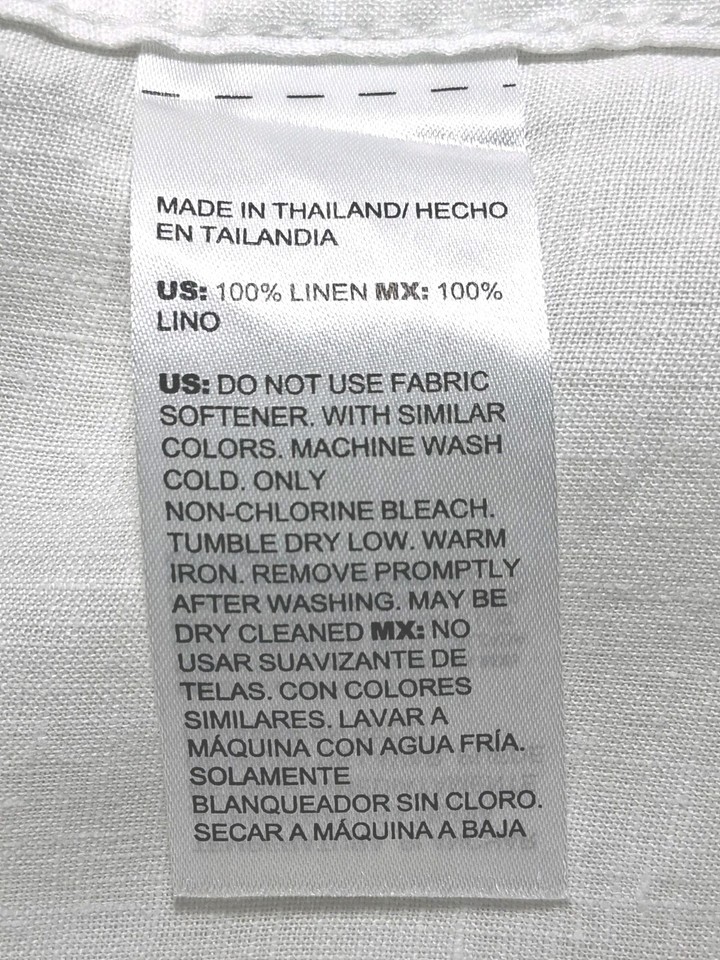 MADE IN THAILAND/ HECHO
EN TAILANDIA
US: 100% LINEN MX: 100%
LINO
US: DO NOT USE FABRIC
SOFTENER. WITH SIMILAR
COLORS. MACHINE WASH
COLD. ONLY
NON-CHLORINE BLEACH.
TUMBLE DRY LOW. WARM
IRON. REMOVE PROMPTLY
AFTER WASHING. MAY BE
DRY CLEANED MX: NO
USAR SUAVIZANTE DE
TELAS. CON COLORES
SIMILARES. LAVAR A
MÁQUINA CON AGUA FRÍA.
SOLAMENTE
BLANQUEADOR SIN CLORO.
SECAR A MÁQUINA A BAJA